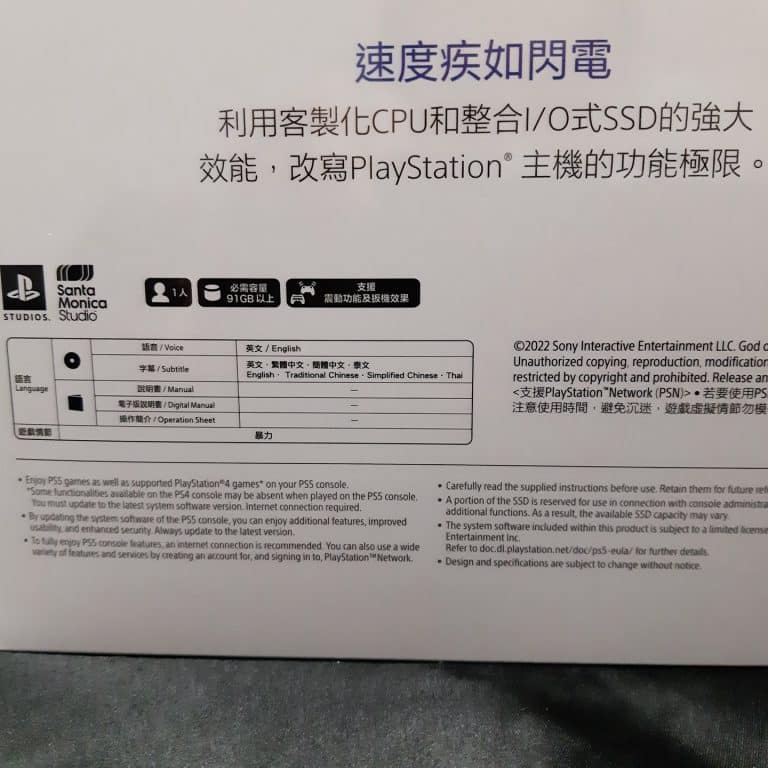 速度疾如閃電
利用客製化CPU和整合I/O式SSD的強大
效能，改寫PlayStation® 主機的功能極限。
STUDIOS.
Santa
Monica
Studio
1人
必需容量
91GB以上
支援
震動功能及扳機效果
語言
Language
語言 / Voice
英文 / English
字幕 / Subtitle
英文・繁體中文・簡體中文・泰文
English・Traditional Chinese・Simplified Chinese・Thai
說明書 / Manual
—
電子版說明書 / Digital Manual
—
操作簡介 / Operation Sheet
—
遊戲情節
暴力
©2022 Sony Interactive Entertainment LLC. God o
Unauthorized copying, reproduction, modification
restricted by copyright and prohibited. Release an
<支援PlayStation™Network (PSN)> • 若要使用PS
注意使用時間，避免沉迷，遊戲虛擬情節勿模
• Enjoy PS5 games as well as supported PlayStation®4 games* on your PS5 console.
*Some functionalities available on the PS4 console may be absent when played on the PS5 console.
You must update to the latest system software version. Internet connection required.
• By updating the system software of the PS5 console, you can enjoy additional features, improved
usability, and enhanced security. Always update to the latest version.
• To fully enjoy PS5 console features, an internet connection is recommended. You can also use a wide
variety of features and services by creating an account for, and signing in to, PlayStation™Network.
• Carefully read the supplied instructions before use. Retain them for future ref
• A portion of the SSD is reserved for use in connection with console administra
additional functions. As a result, the available SSD capacity may vary.
• The system software included within this product is subject to a limited license
Entertainment Inc.
Refer to doc.dl.playstation.net/doc/ps5-eula/ for further details.
• Design and specifications are subject to change without notice.